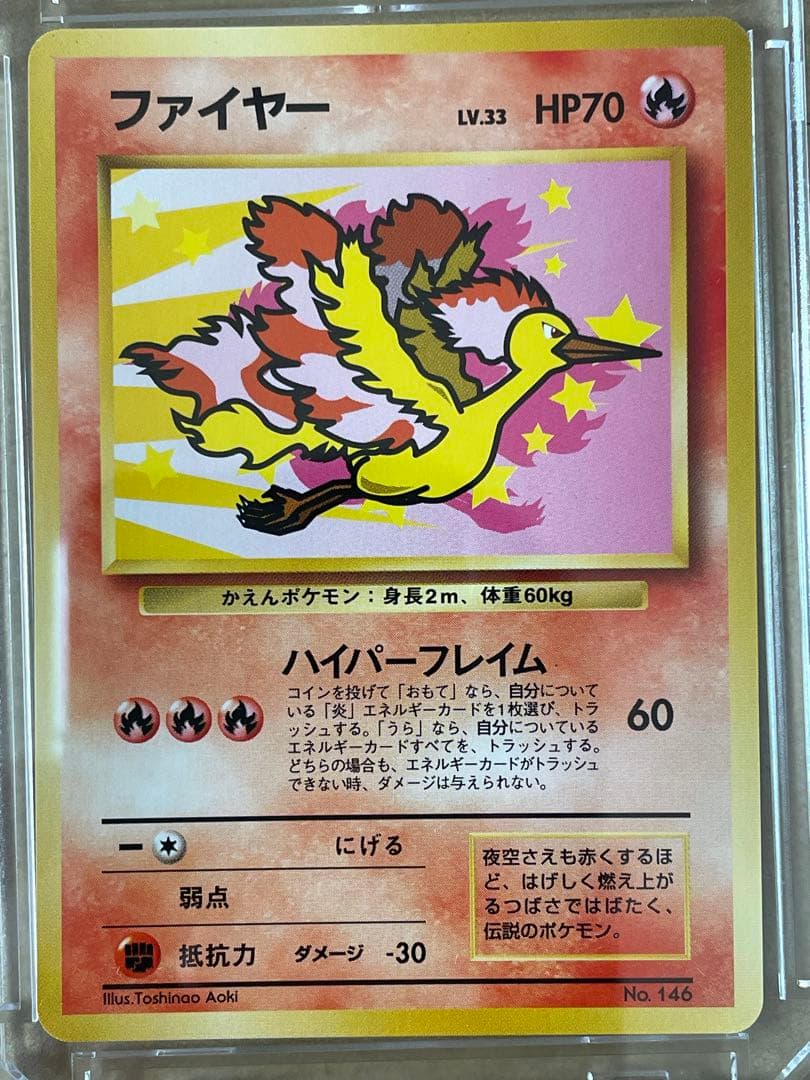 ファイヤー LV.33 HP70
かえんポケモン：身長2m、体重60kg
ハイパーフレイム
コインを投げて「おもて」なら、自分について
いる「炎」エネルギーカードを1枚選び、トラ
ッシュする。「うら」なら、自分についている
エネルギーカードすべてを、トラッシュする。
どちらの場合も、エネルギーカードがトラッシュ
できない時、ダメージは与えられない。
60
ー にげる
弱点
抵抗力 ダメージ -30
夜空さえも赤くするほ
ど、はげしく燃え上が
るつばさではばたく、
伝説のポケモン。
Illus.Toshinao Aoki
No. 146